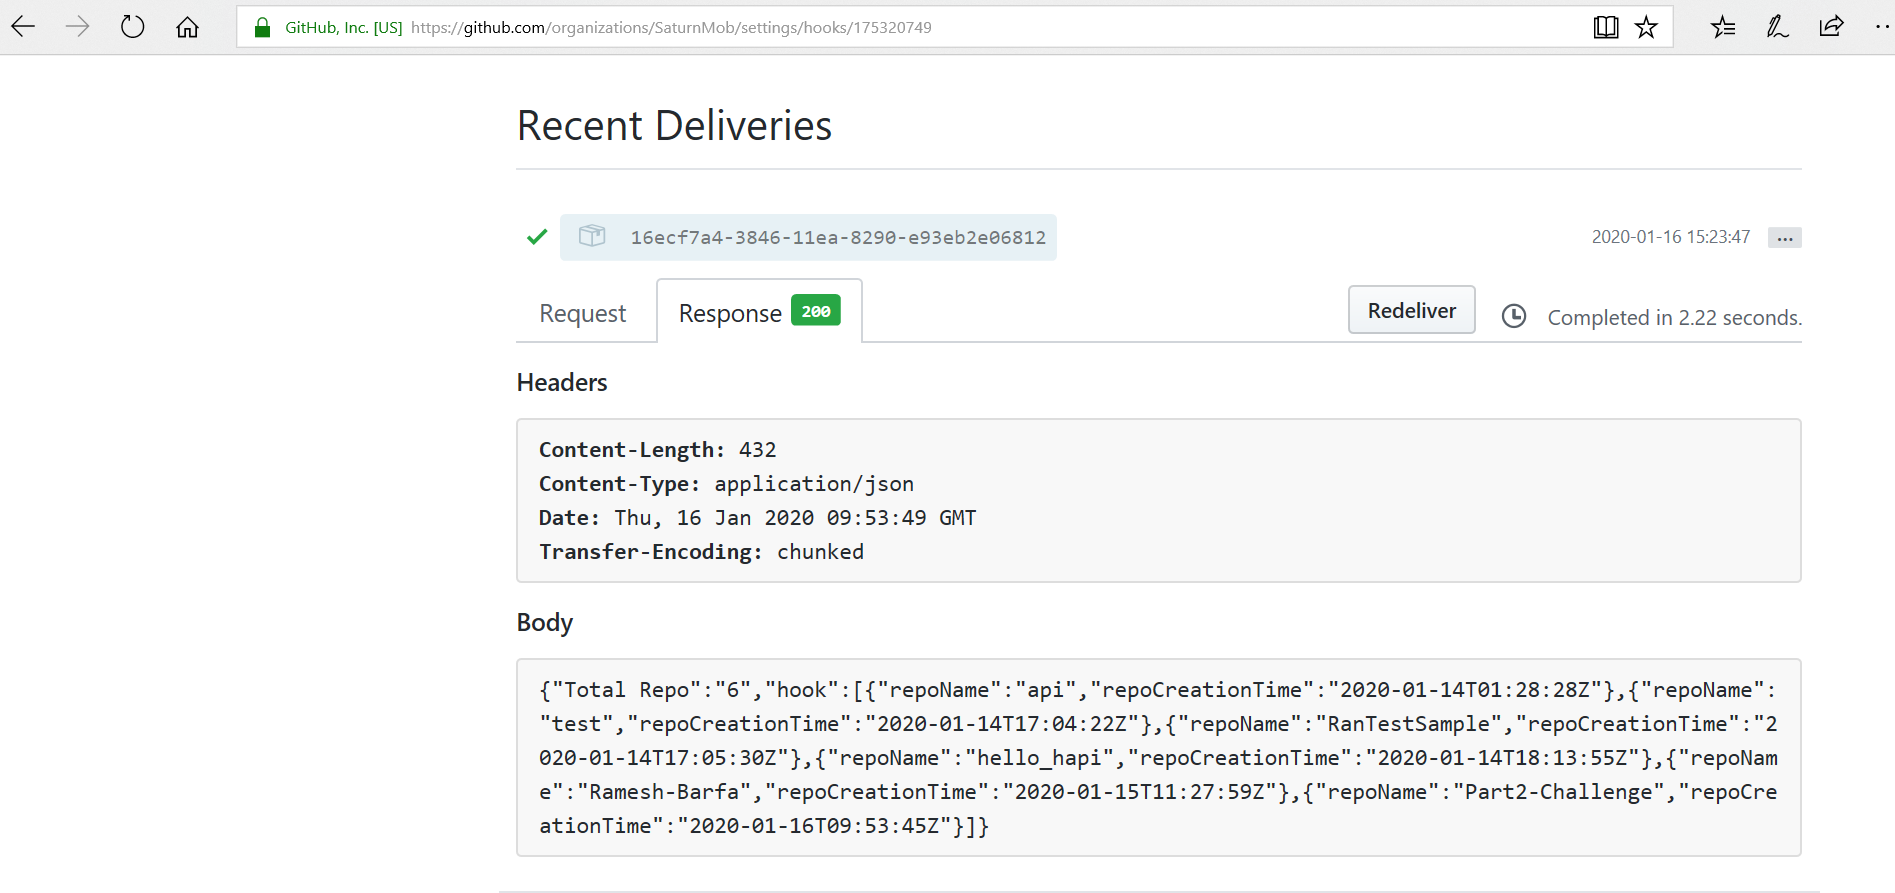 GitHub, Inc. [US] https://github.com/organizations/SaturnMob/settings/hooks/175320749
Recent Deliveries
16ecf7a4-3846-11ea-8290-e93eb2e06812 2020-01-16 15:23:47 ...
Request Response 200 Redeliver Completed in 2.22 seconds.
Headers
Content-Length: 432
Content-Type: application/json
Date: Thu, 16 Jan 2020 09:53:49 GMT
Transfer-Encoding: chunked
Body
{"Total Repo":"6","hook":[{"repoName":"api","repoCreationTime":"2020-01-14T01:28:28Z"},{"repoName":
"test","repoCreationTime":"2020-01-14T17:04:22Z"},{"repoName":"RanTestSample","repoCreationTime":"2
020-01-14T17:05:30Z"},{"repoName":"hello_hapi","repoCreationTime":"2020-01-14T18:13:55Z"},{"repoNam
e":"Ramesh-Barfa","repoCreationTime":"2020-01-15T11:27:59Z"},{"repoName":"Part2-Challenge","repoCre
ationTime":"2020-01-16T09:53:45Z"}]}